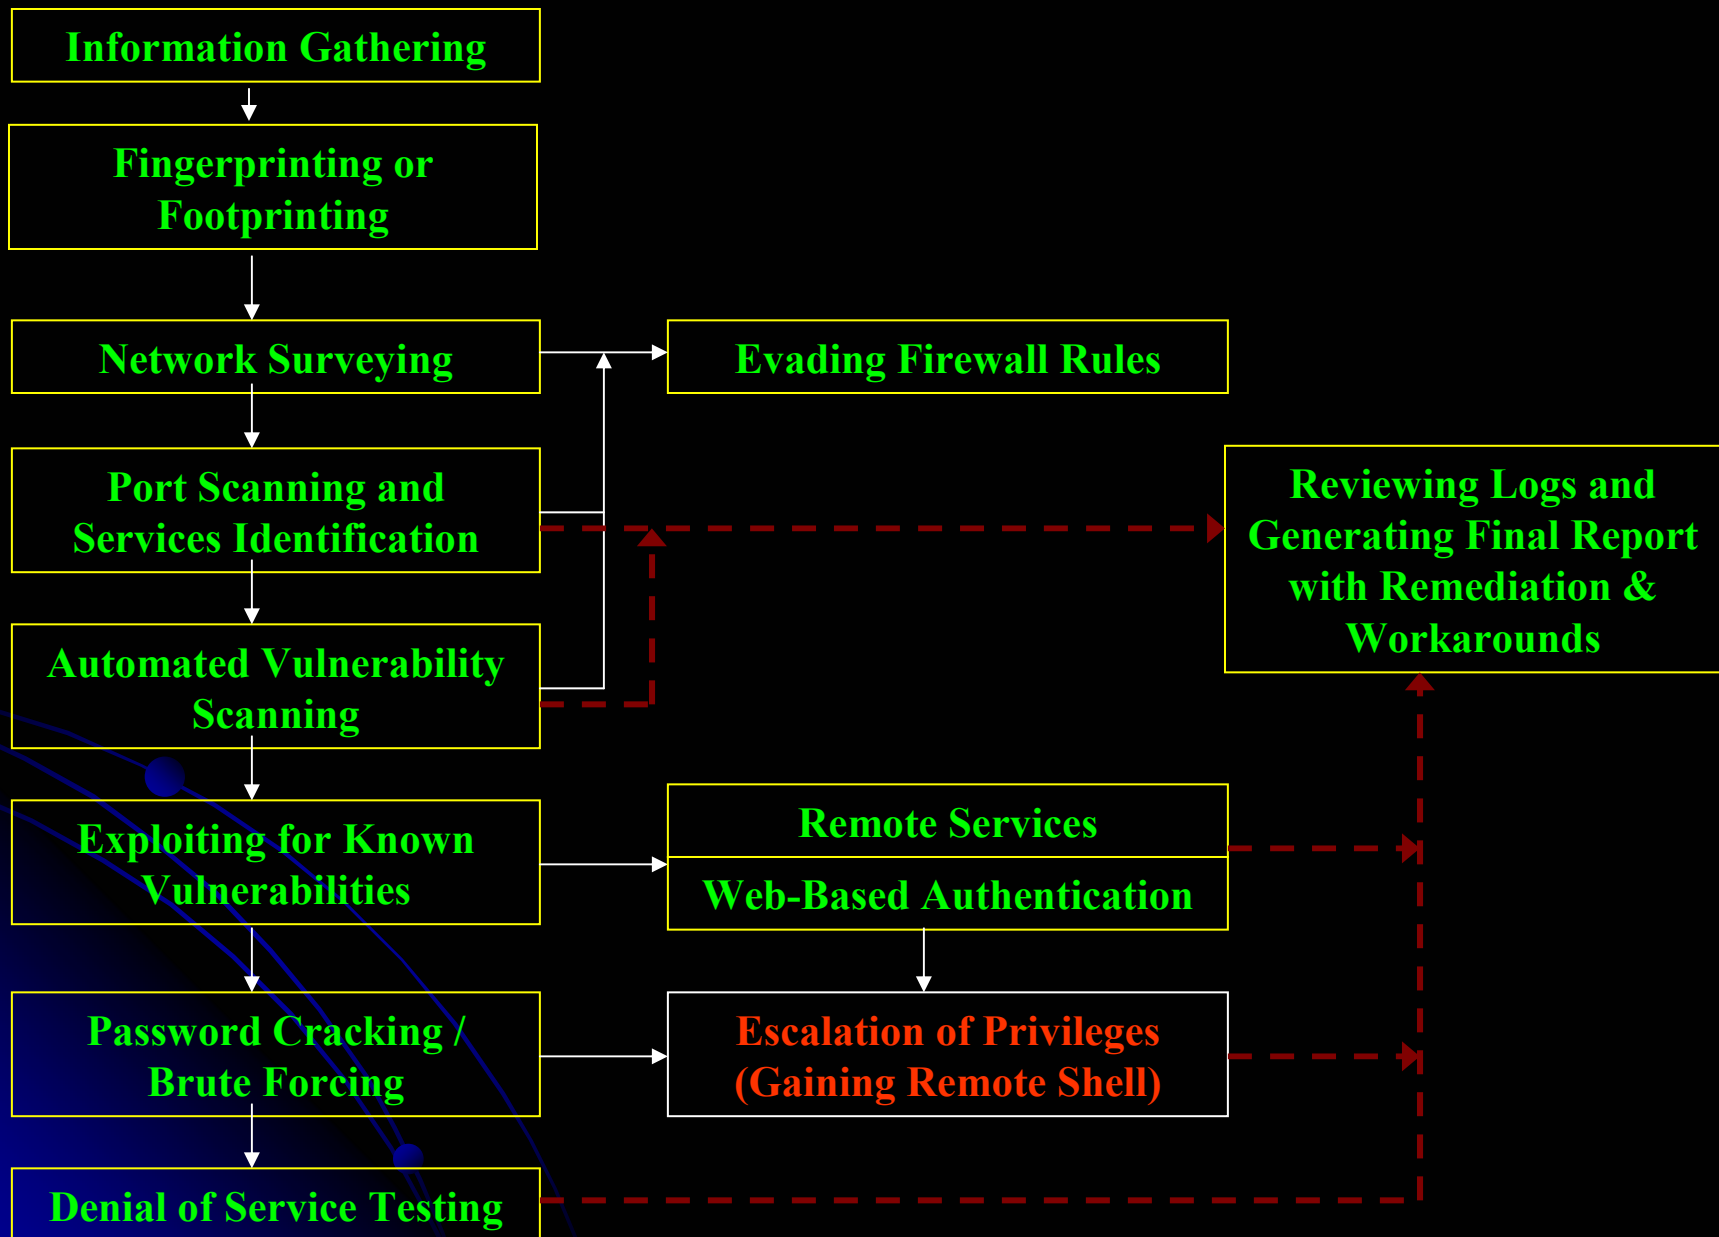 Information Gathering
Fingerprinting or
Footprinting
Network Surveying
Evading Firewall Rules
Port Scanning and
Services Identification
Reviewing Logs and
Generating Final Report
with Remediation &
Workarounds
Automated Vulnerability
Scanning
Exploiting for Known
Vulnerabilities
Remote Services
Web-Based Authentication
Password Cracking /
Brute Forcing
Escalation of Privileges
(Gaining Remote Shell)
Denial of Service Testing